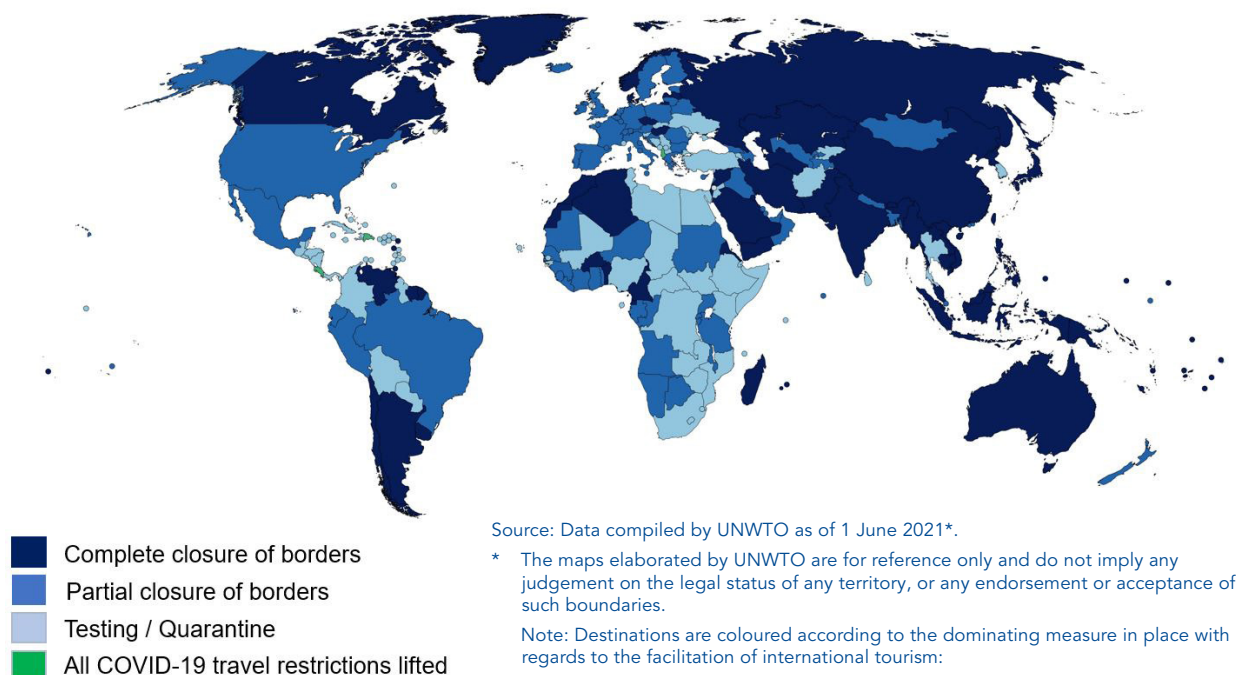 Complete closure of borders
Partial closure of borders
Testing / Quarantine
All COVID-19 travel restrictions lifted
Source: Data compiled by UNWTO as of 1 June 2021*.
* The maps elaborated by UNWTO are for reference only and do not imply any
judgement on the legal status of any territory, or any endorsement or acceptance of
such boundaries.
Note: Destinations are coloured according to the dominating measure in place with
regards to the facilitation of international tourism: